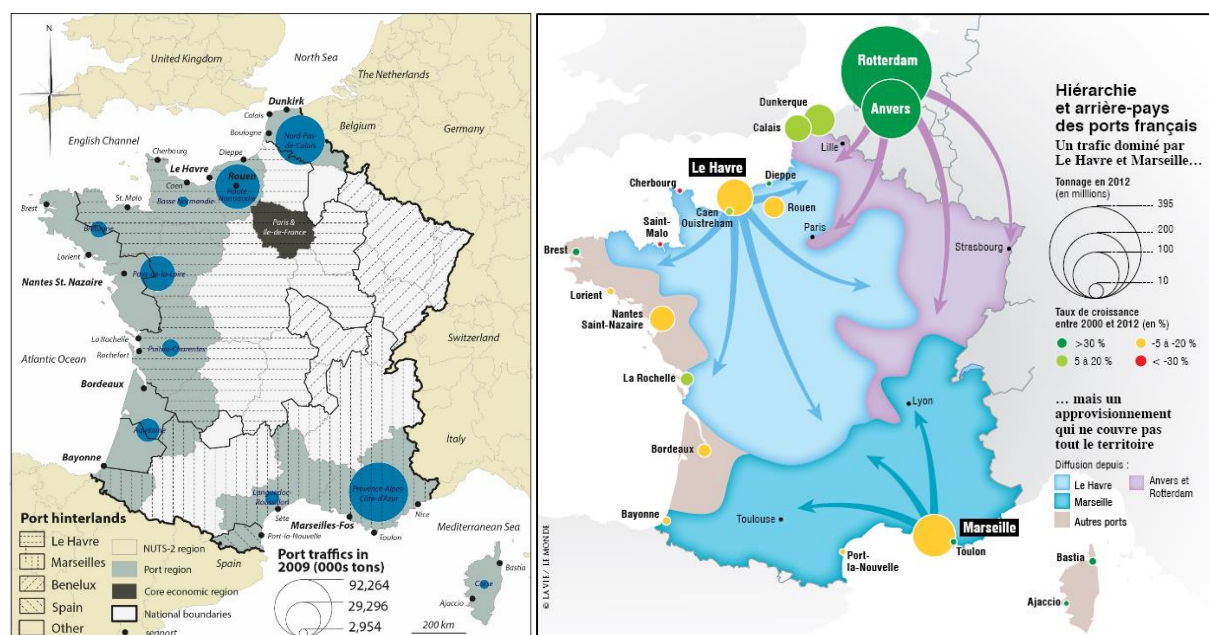 N
United Kingdom
North Sea
The Netherlands
Dunkirk
Calais
Boulogne
Nord-Pas-
de-Calais
Belgium
Germany
English Channel
Cherbourg
Dieppe
Le Havre
Rouen
Haute
Normandie
Caen
Basse Normandie
Paris &
Ile-de-France
Brest
St. Malo
Bretagne
Lorient
Pays-de-la-Loire
Nantes St. Nazaire
Switzerland
La Rochelle
Rochefort
Poitou-Charentes
Atlantic Ocean
Bordeaux
Aquitaine
Italy
Bayonne
Provence-Alpes-
Côte-d'Azur
Languedoc-
Roussillon
Sète
Marseilles-Fos
Nice
Toulon
Port-la-Nouvelle
Mediterranean Sea
Spain
Bastia
Corse
Ajaccio
Port hinterlands
Le Havre
Marseilles
Benelux
Spain
Other
NUTS-2 region
Port region
Core economic region
National boundaries
seaport
Port traffics in
2009 (000s tons)
92,264
29,296
2,954
200 km
Rotterdam
Anvers
Dunkerque
Calais
Lille
Le Havre
Dieppe
Cherbourg
Rouen
Caen
Ouistreham
Saint-
Malo
Paris
Strasbourg
Brest
Lorient
Nantes
Saint-Nazaire
La Rochelle
Lyon
Bordeaux
Bayonne
Toulouse
Marseille
Toulon
Port-
la-Nouvelle
Bastia
Ajaccio
© LA VIE/ LE MONDE
Hiérarchie
et arrière-pays
des ports français
Un trafic dominé par
Le Havre et Marseille…
Tonnage en 2012
(en millions)
395
200
100
10
Taux de croissance
entre 2000 et 2012 (en %)
>30 %
-5 à -20 %
5 à 20 %
< -30 %
… mais un
approvisionnement
qui ne couvre pas
tout le territoire
Diffusion depuis :
Le Havre
Marseille
Autres ports
Anvers et
Rotterdam